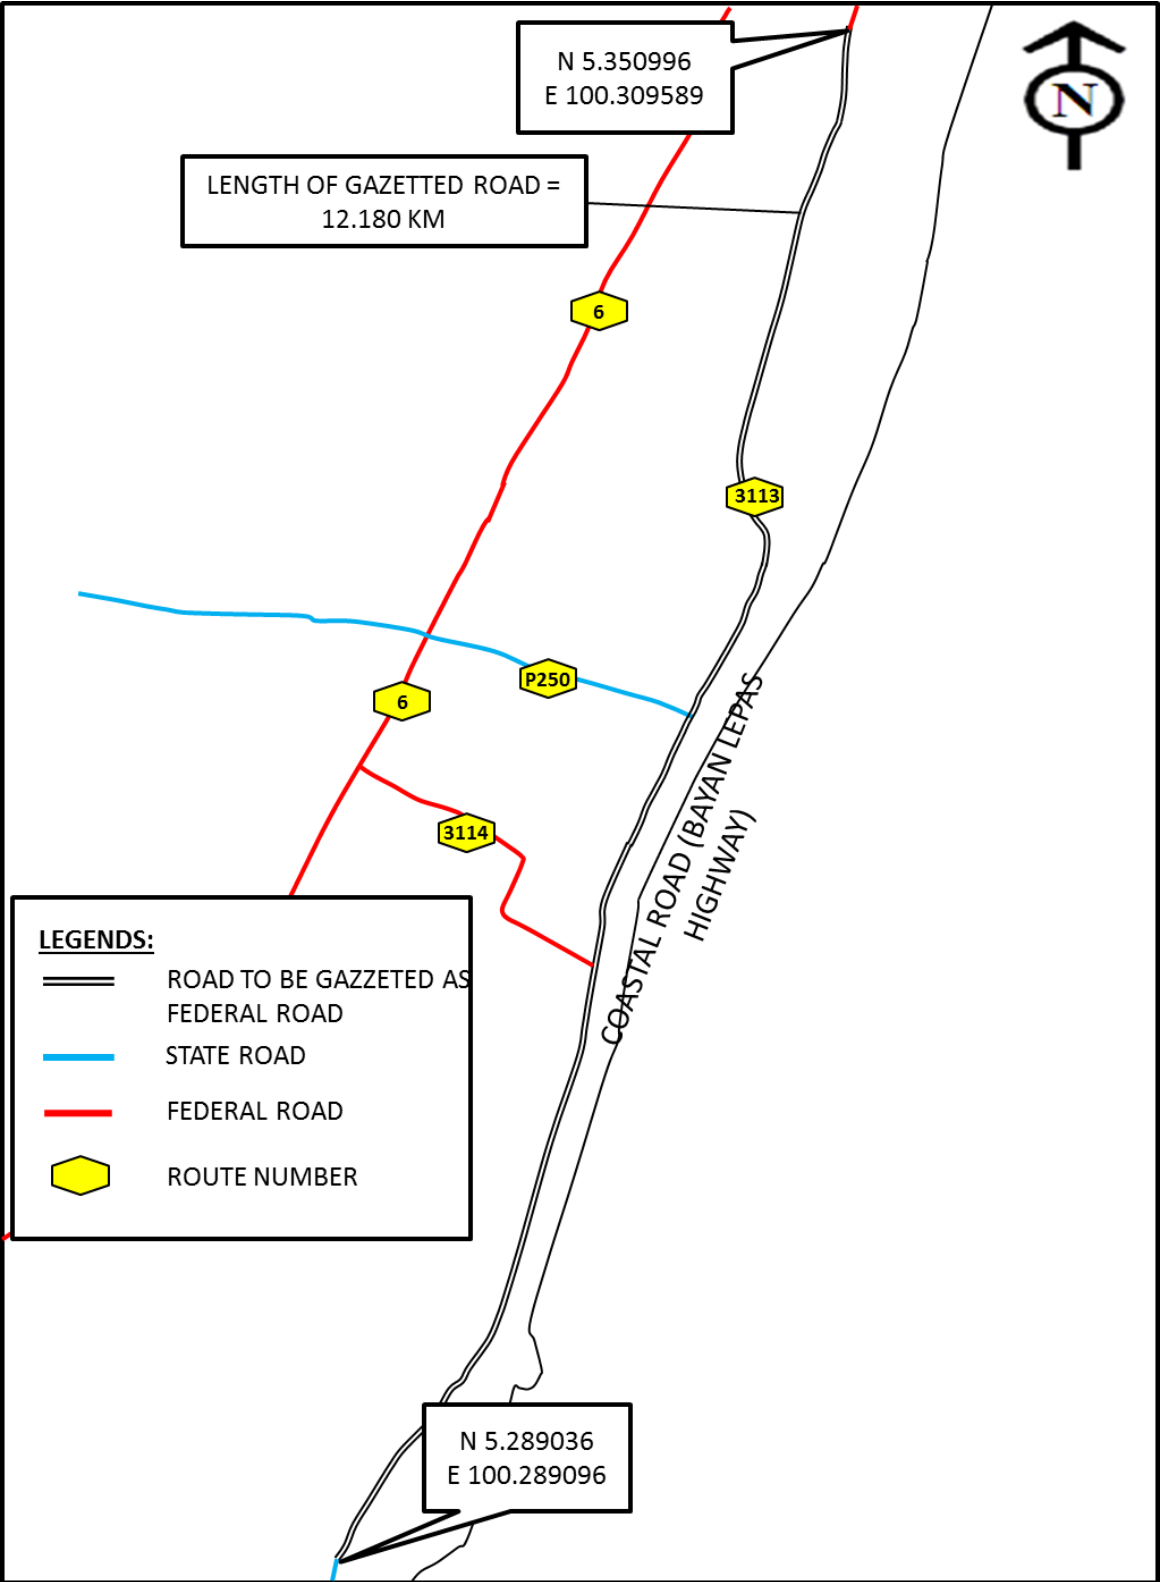 N 5.350996
E 100.309589
N
LENGTH OF GAZETTED ROAD =
12.180 KM
6
3113
P250
6
3114
COASTAL ROAD (BAYAN LEPAS
HIGHWAY)
LEGENDS:
ROAD TO BE GAZZETED AS
FEDERAL ROAD
STATE ROAD
FEDERAL ROAD
ROUTE NUMBER
N 5.289036
E 100.289096